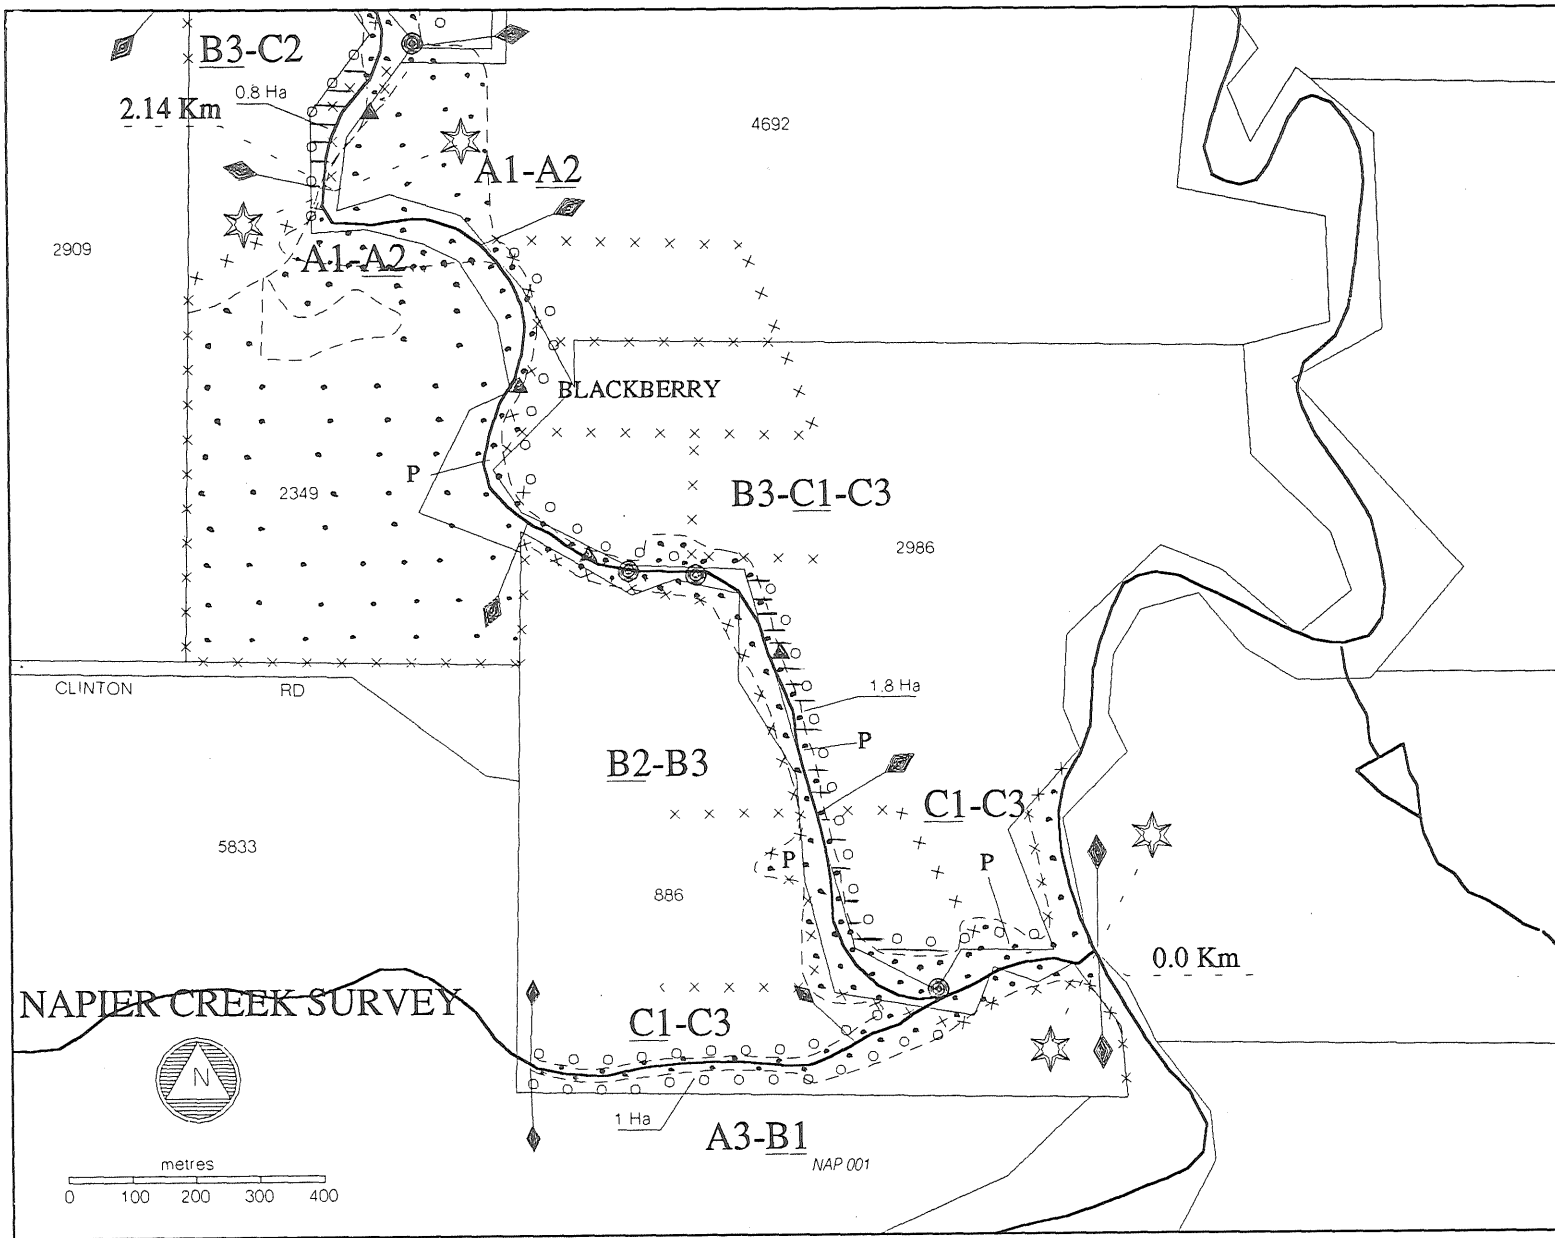 B3-C2
0.8 Ha
2.14 Km
4692
A1-A2
2909
A1-A2
BLACKBERRY
P
2349
B3-C1-C3
2986
CLINTON RD
1.8 Ha
P
B2-B3
C1-C3
5833
P
P
886
0.0 Km
NAPIER CREEK SURVEY
C1-C3
N
1 Ha
A3-B1
NAP 001
metres
0 100 200 300 400